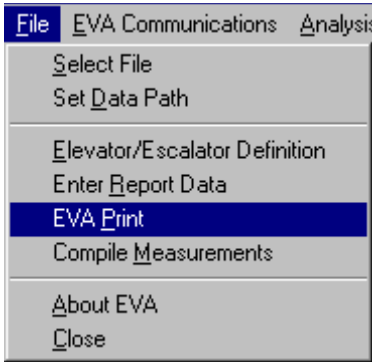 File EVA Communications Analysis
Select File
Set Data Path
Elevator/Escalator Definition
Enter Report Data
EVA Print
Compile Measurements
About EVA
Close